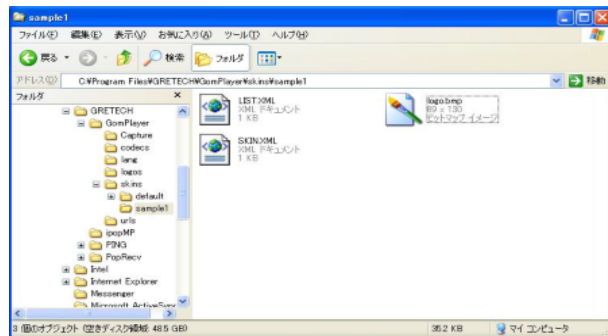 sample1
ファイル(F) 編集(E) 表示(V) お気に入り(A) ツール(T) ヘルプ(H)
戻る 検索 フォルダ
アドレス(D) C:¥Program Files¥GRETECH¥GomPlayer¥skins¥sample1 移動
フォルダ ×
GRETECH
GomPlayer
Capture
codecs
lang
logos
skins
default
sample1
urls
ipopMP
PING
PopRecv
Intel
Internet Explorer
Messenger
Microsoft ActiveSync
LIST.XML
XML ドキュメント
1 KB
logo.bmp
89 x 130
ビットマップ イメージ
SKIN.XML
XML ドキュメント
1 KB
3 個のオブジェクト (空きディスク領域: 48.5 GB) 35.2 KB マイ コンピュータ